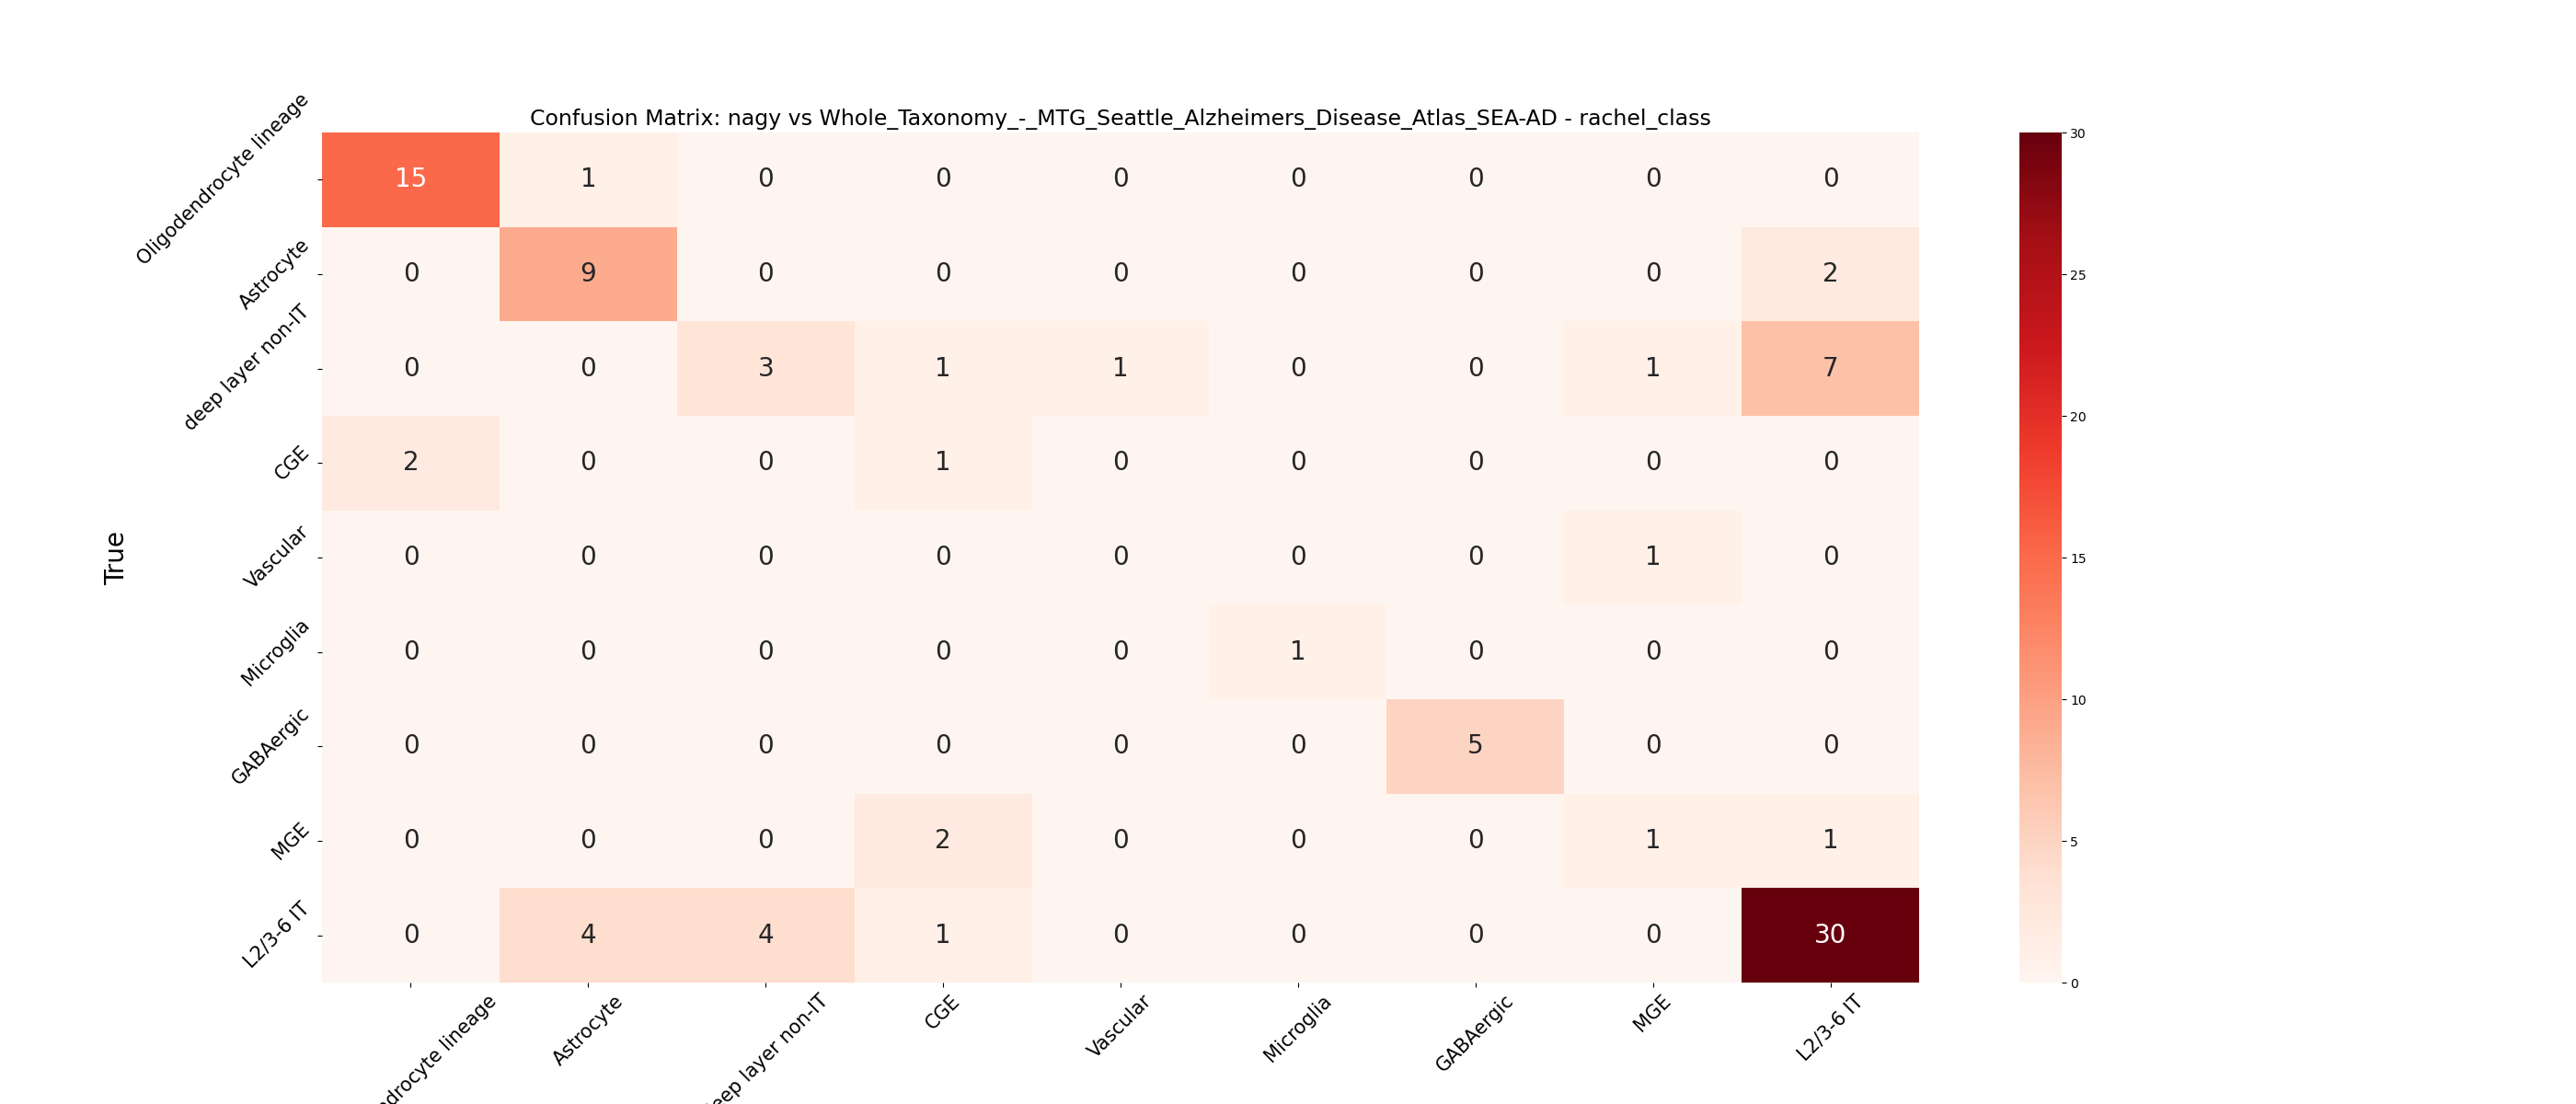 Confusion Matrix: nagy vs Whole_Taxonomy_-_MTG_Seattle_Alzheimers_Disease_Atlas_SEA-AD - rachel_class
True
Oligodendrocyte lineage 15 1 0 0 0 0 0 0 0
Astrocyte 0 9 0 0 0 0 0 0 2
deep layer non-IT 0 0 3 1 1 0 0 1 7
CGE 2 0 0 1 0 0 0 0 0
Vascular 0 0 0 0 0 0 0 1 0
Microglia 0 0 0 0 0 1 0 0 0
GABAergic 0 0 0 0 0 0 5 0 0
MGE 0 0 0 2 0 0 0 1 1
L2/3-6 IT 0 4 4 1 0 0 0 0 30
lineage
Astrocyte
layer non-IT
CGE
Vascular
Microglia
GABAergic
MGE
L2/3-6 IT
30
25
20
15
10
5
0